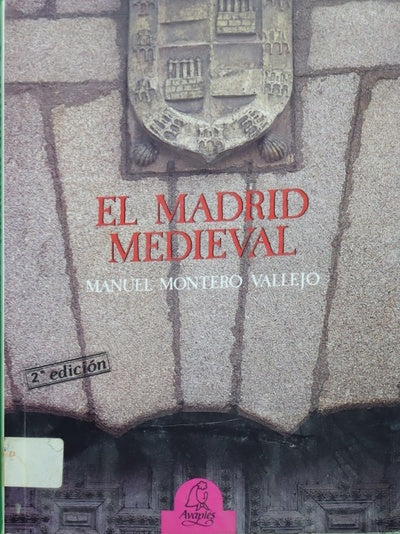 EL MADRID
MEDIEVAL
MANUEL MONTERO VALLEJO
2ª edición
Avapiés